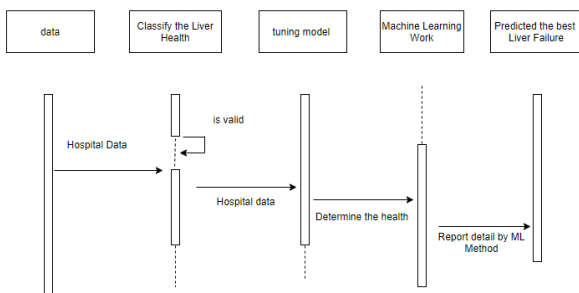 data
Classify the Liver
Health
tuning model
Machine Learning
Work
Predicted the best
Liver Failure
is valid
Hospital Data
Hospital data
Determine the health
Report detail by ML
Method